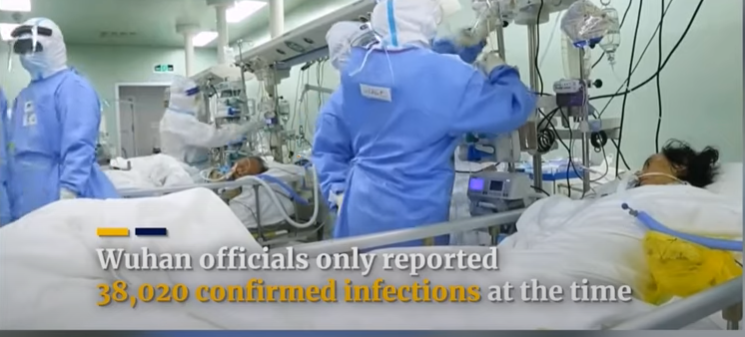 Wuhan officials only reported
38,020 confirmed infections at the time